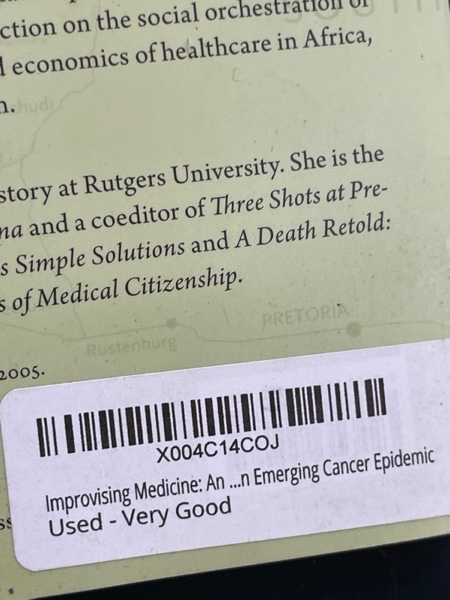 ction on the social orchestration of
d economics of healthcare in Africa,
n.
hudi
story at Rutgers University. She is the
na and a coeditor of Three Shots at Pre-
s Simple Solutions and A Death Retold:
s of Medical Citizenship.
PRETORIA
Rustenburg
2005.
X004C14COJ
Improvising Medicine: An ...n Emerging Cancer Epidemic
Used - Very Good